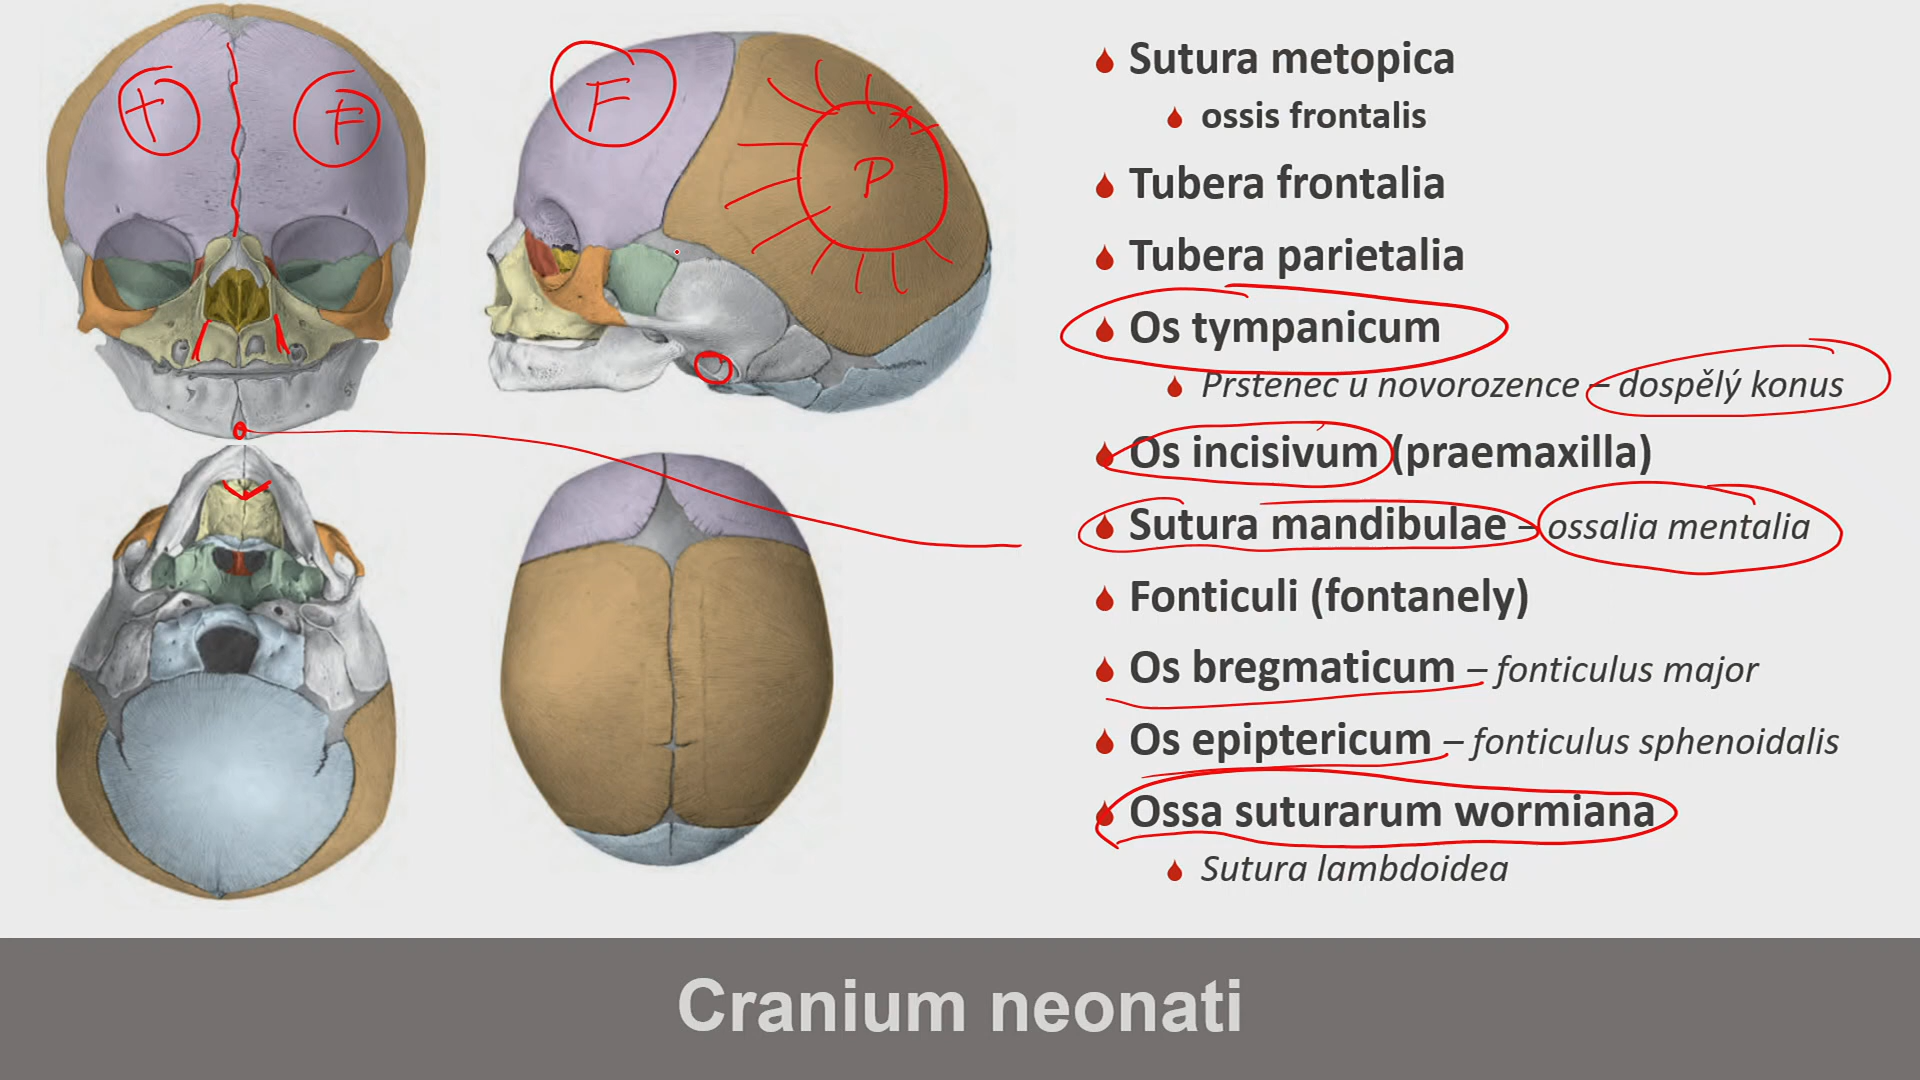 F
F
F
P
Sutura metopica
ossis frontalis
Tubera frontalia
Tubera parietalia
Os tympanicum
Prstenec u novorozence – dospělý konus
Os incisivum (praemaxilla)
Sutura mandibulae – ossalia mentalia
Fonticuli (fontanely)
Os bregmaticum – fonticulus major
Os epiptericum – fonticulus sphenoidalis
Ossa suturarum wormiana
Sutura lambdoidea
Cranium neonati